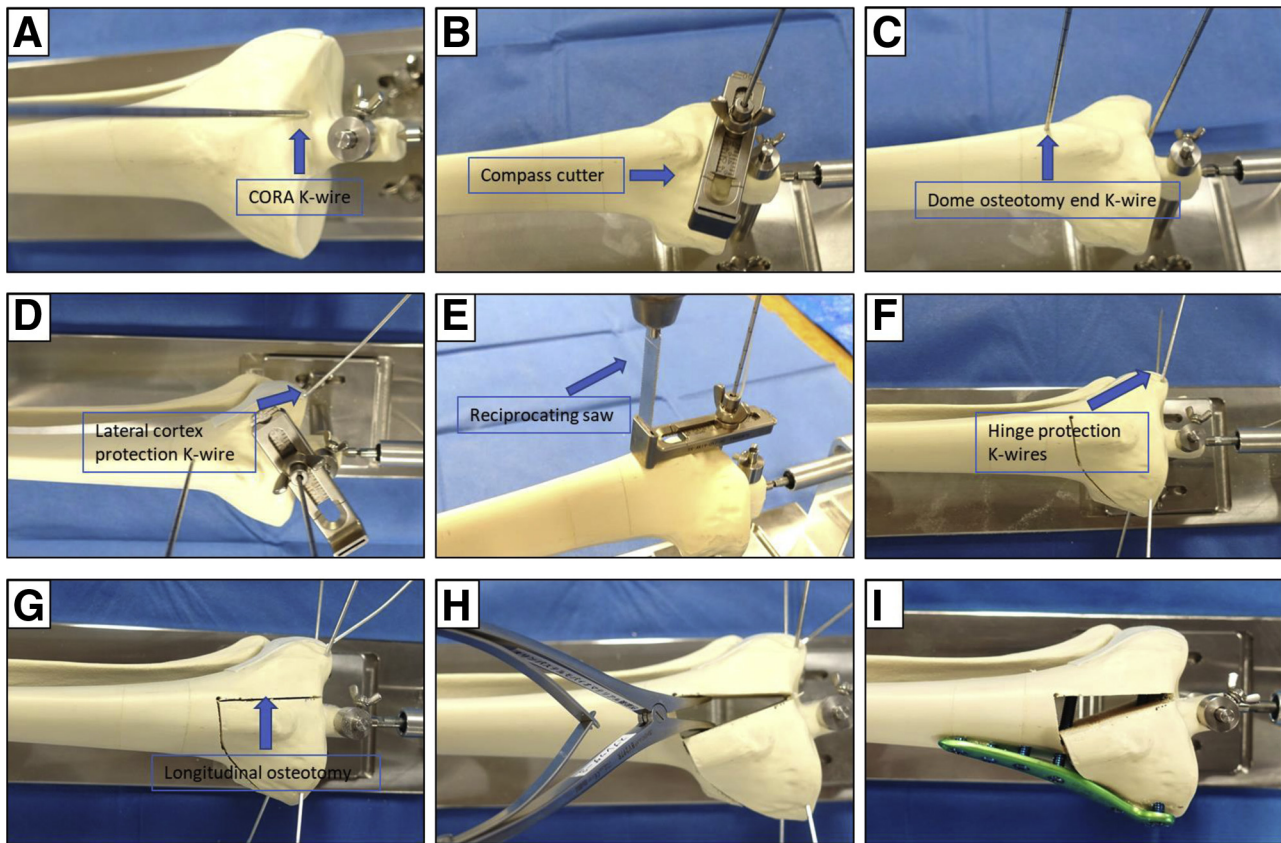 A
CORA K-wire
B
Compass cutter
C
Dome osteotomy end K-wire
D
Lateral cortex
protection K-wire
E
Reciprocating saw
F
Hinge protection
K-wires
G
Longitudinal osteotomy
H
I